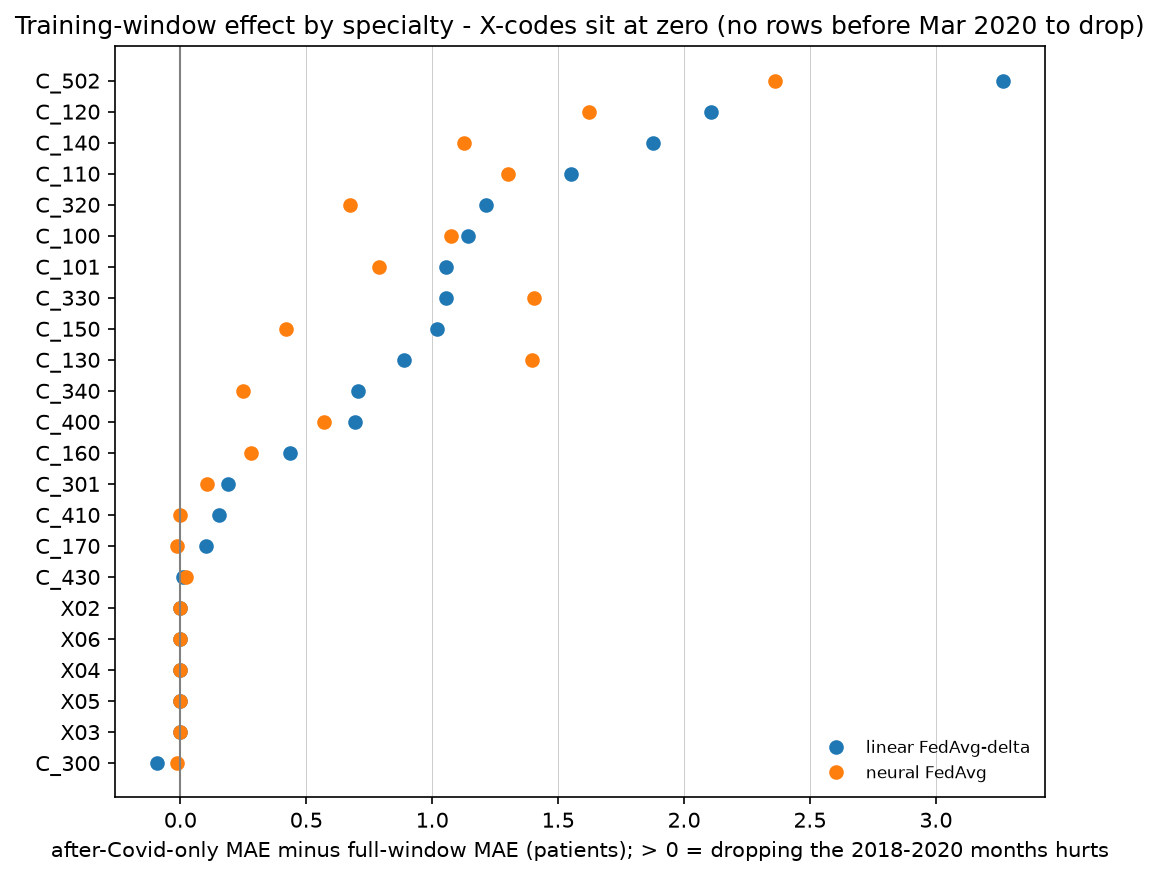 Training-window effect by specialty - X-codes sit at zero (no rows before Mar 2020 to drop)
C_502
C_120
C_140
C_110
C_320
C_100
C_101
C_330
C_150
C_130
C_340
C_400
C_160
C_301
C_410
C_170
C_430
X02
X06
X04
X05
X03
C_300
linear FedAvg-delta
neural FedAvg
0.0 0.5 1.0 1.5 2.0 2.5 3.0
after-Covid-only MAE minus full-window MAE (patients); > 0 = dropping the 2018-2020 months hurts